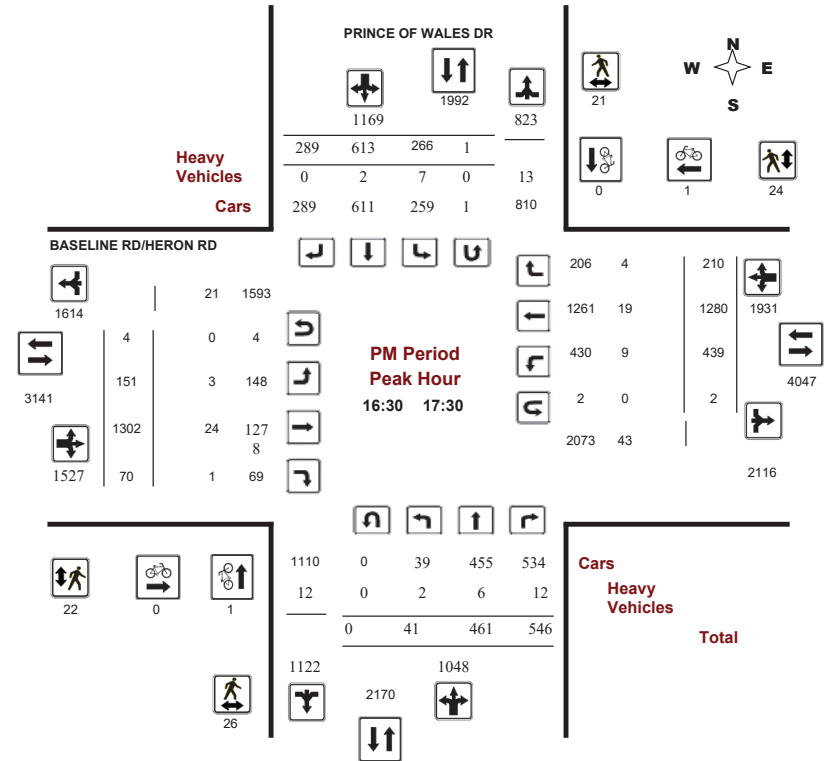 PRINCE OF WALES DR
N
W E
S
1992
21
1169 823
289 613 266 1
Heavy
Vehicles
0 2 7 0 13
0 1 24
Cars
289 611 259 1 810
BASELINE RD/HERON RD
206 4 210
21 1593
1614
1261 19 1280 1931
4 0 4
PM Period
Peak Hour
430 9 439
3141
151 3 148
4047
16:30 17:30
2 0 2
1302 24 127
8
2073 43
1527 70 1 69
2116
1110 0 39 455 534 Cars
12 0 2 6 12 Heavy
Vehicles
22 0 1
0 41 461 546 Total
1122 1048
2170
26